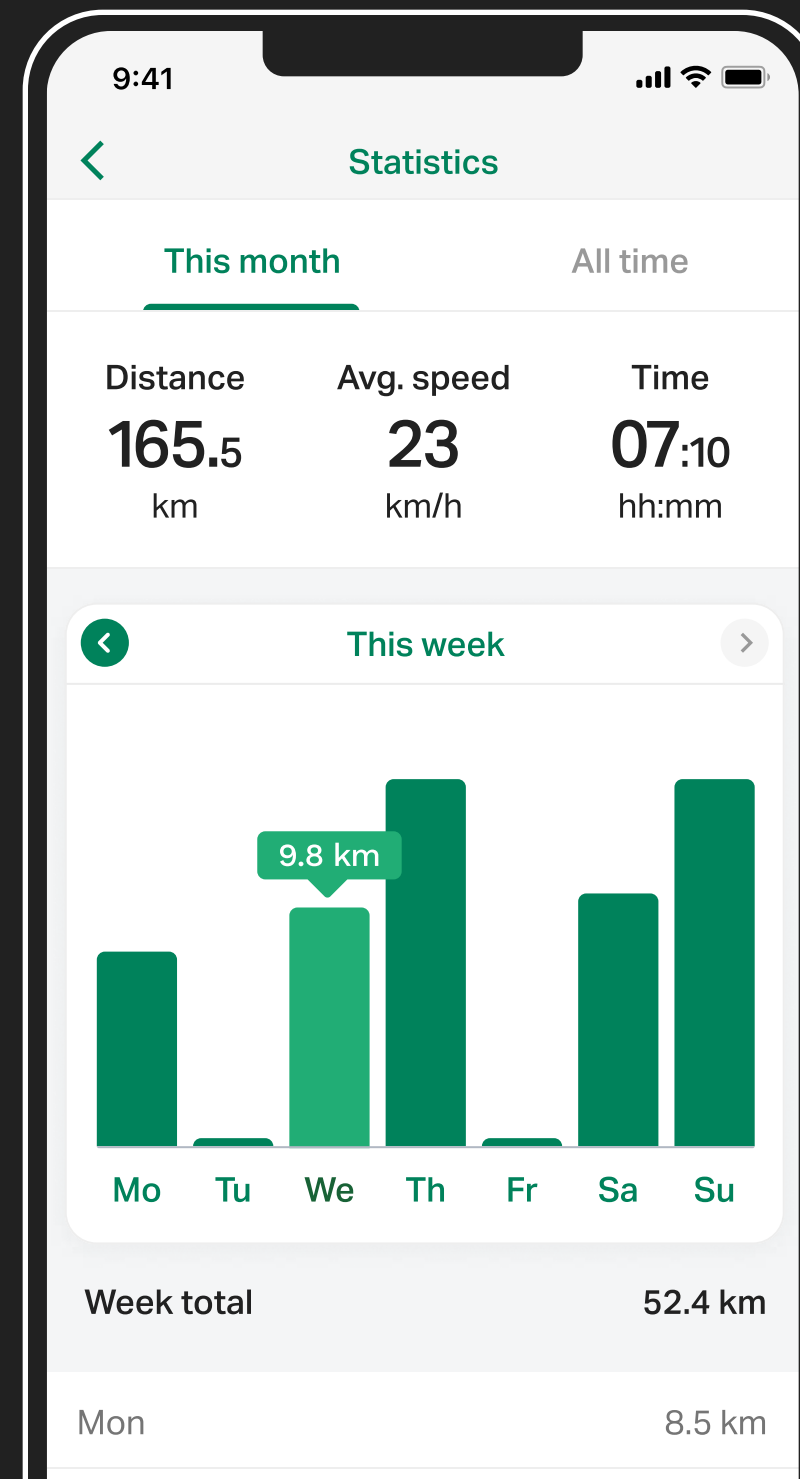 9:41
Statistics
This month All time
Distance Avg. speed Time
165.5 23 07:10
km km/h hh:mm
This week
9.8 km
Mo Tu We Th Fr Sa Su
Week total 52.4 km
Mon 8.5 km